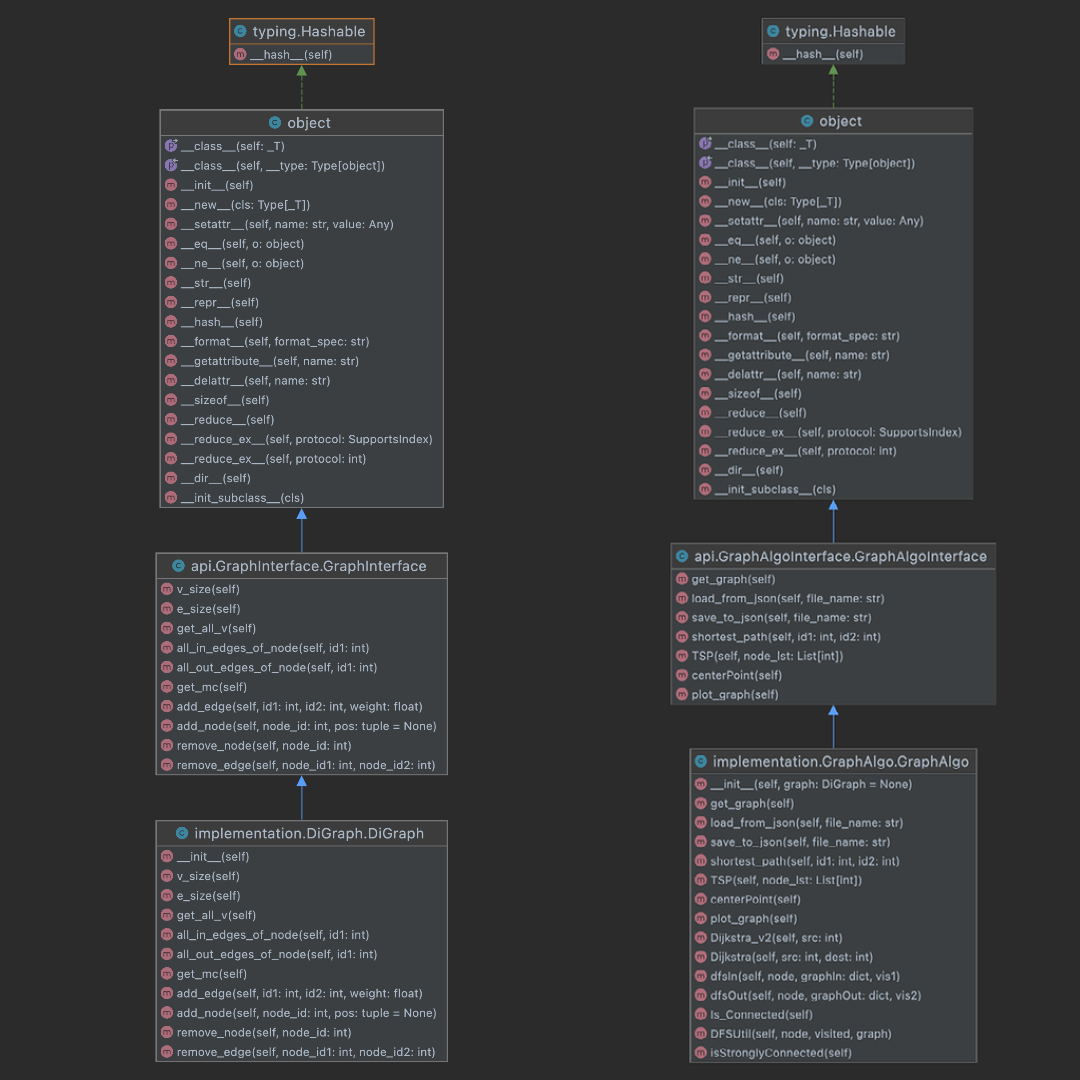 typing.Hashable
__hash__(self)
object
__class__(self: _T)
__class__(self, __type: Type[object])
__init__(self)
__new__(cls: Type[_T])
__setattr__(self, name: str, value: Any)
__eq__(self, o: object)
__ne__(self, o: object)
__str__(self)
__repr__(self)
__hash__(self)
__format__(self, format_spec: str)
__getattribute__(self, name: str)
__delattr__(self, name: str)
__sizeof__(self)
__reduce__(self)
__reduce_ex__(self, protocol: SupportsIndex)
__reduce_ex__(self, protocol: int)
__dir__(self)
__init_subclass__(cls)
api.GraphInterface.GraphInterface
v_size(self)
e_size(self)
get_all_v(self)
all_in_edges_of_node(self, id1: int)
all_out_edges_of_node(self, id1: int)
get_mc(self)
add_edge(self, id1: int, id2: int, weight: float)
add_node(self, node_id: int, pos: tuple = None)
remove_node(self, node_id: int)
remove_edge(self, node_id1: int, node_id2: int)
implementation.DiGraph.DiGraph
__init__(self)
v_size(self)
e_size(self)
get_all_v(self)
all_in_edges_of_node(self, id1: int)
all_out_edges_of_node(self, id1: int)
get_mc(self)
add_edge(self, id1: int, id2: int, weight: float)
add_node(self, node_id: int, pos: tuple = None)
remove_node(self, node_id: int)
remove_edge(self, node_id1: int, node_id2: int)
typing.Hashable
__hash__(self)
object
__class__(self: _T)
__class__(self, __type: Type[object])
__init__(self)
__new__(cls: Type[_T])
__setattr__(self, name: str, value: Any)
__eq__(self, o: object)
__ne__(self, o: object)
__str__(self)
__repr__(self)
__hash__(self)
__format__(self, format_spec: str)
__getattribute__(self, name: str)
__delattr__(self, name: str)
__sizeof__(self)
__reduce__(self)
__reduce_ex__(self, protocol: SupportsIndex)
__reduce_ex__(self, protocol: int)
__dir__(self)
__init_subclass__(cls)
api.GraphAlgoInterface.GraphAlgoInterface
get_graph(self)
load_from_json(self, file_name: str)
save_to_json(self, file_name: str)
shortest_path(self, id1: int, id2: int)
TSP(self, node_lst: List[int])
centerPoint(self)
plot_graph(self)
implementation.GraphAlgo.GraphAlgo
__init__(self, graph: DiGraph = None)
get_graph(self)
load_from_json(self, file_name: str)
save_to_json(self, file_name: str)
shortest_path(self, id1: int, id2: int)
TSP(self, node_lst: List[int])
centerPoint(self)
plot_graph(self)
Dijkstra_v2(self, src: int)
Dijkstra(self, src: int, dest: int)
dfsIn(self, node, graphIn: dict, vis1)
dfsOut(self, node, graphOut: dict, vis2)
Is_Connected(self)
DFSUtil(self, node, visited, graph)
isStronglyConnected(self)